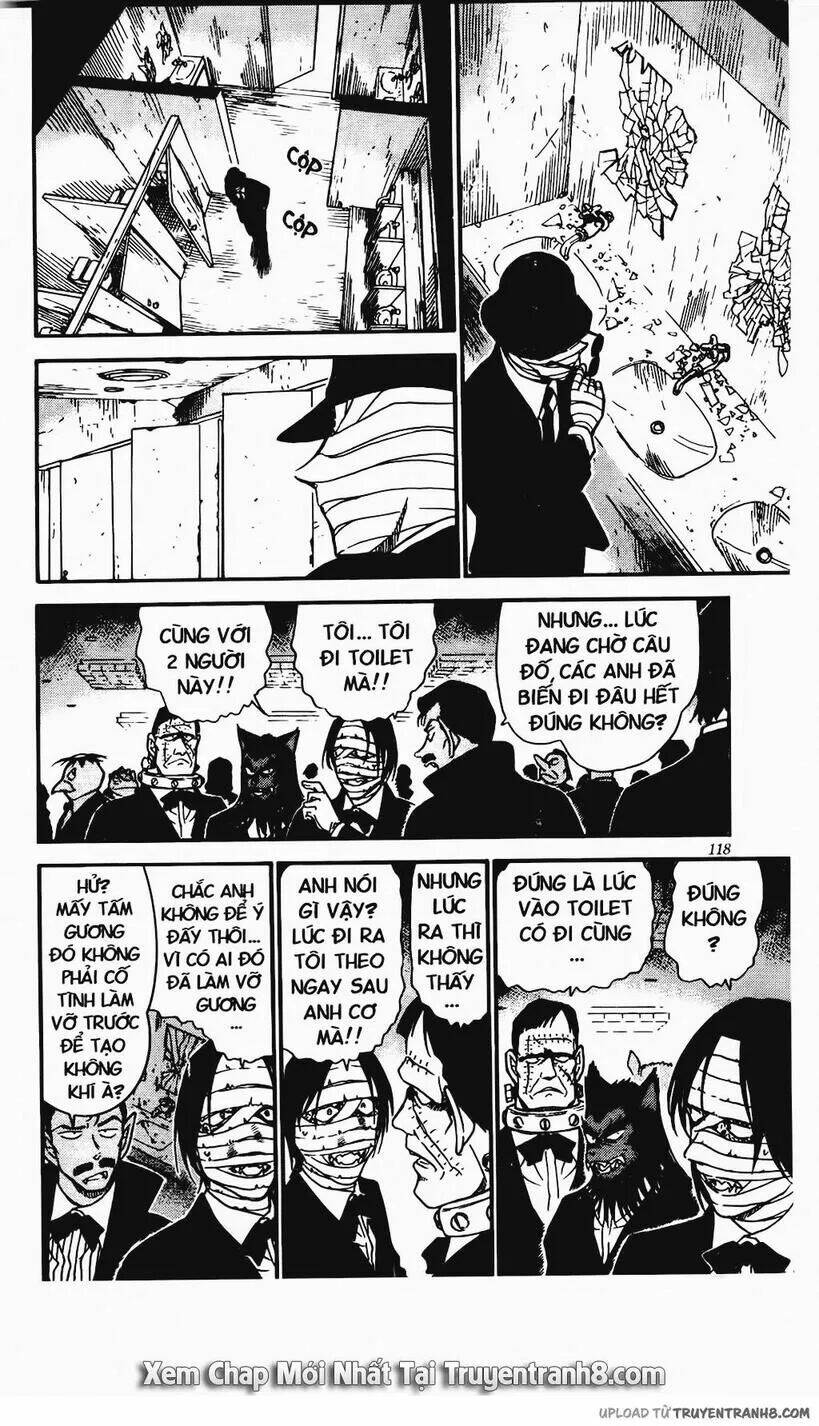 CỘP
CỘP
NHƯNG... LÚC
ĐANG CHỜ CÂU
ĐỐ, CÁC ANH ĐÃ
BIẾN ĐI ĐÂU HẾT
ĐÚNG KHÔNG?
TÔI... TÔI
ĐI TOILET
MÀ!!
CÙNG VỚI
2 NGƯỜI
NÀY!!
118
ĐÚNG
KHÔNG
?
ĐÚNG LÀ LÚC
VÀO TOILET
CÓ ĐI CÙNG
...
NHƯNG
LÚC
RA THÌ
KHÔNG
THẤY
...
ANH NÓI
GÌ VẬY?
LÚC ĐI RA
TÔI THEO
NGAY SAU
ANH CƠ
MÀ!!
CHẮC ANH
KHÔNG ĐỂ Ý
ĐẤY THÔI...
VÌ CÓ AI ĐÓ
ĐÃ LÀM VỠ
GƯƠNG
...
HỬ?
MẤY TẤM
GƯƠNG
ĐÓ KHÔNG
PHẢI CỐ
TÌNH LÀM
VỠ TRƯỚC
ĐỂ TẠO
KHÔNG
KHÍ À?
Xem Chap Mới Nhất Tại Truyentranh8.com
UPLOAD TỪ TRUYENTRANH8.COM